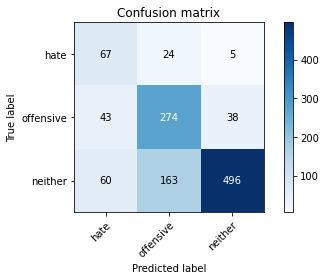 Confusion matrix
True label
hate
67 24 5
offensive
43 274 38
neither
60 163 496
hate offensive neither
Predicted label
400
300
200
100